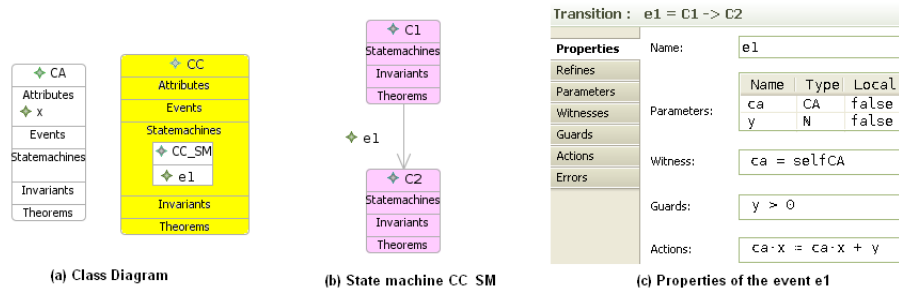 CA
Attributes
x
Events
Statemachines
Invariants
Theorems
CC
Attributes
Events
Statemachines
CC_SM
e1
Invariants
Theorems
(a) Class Diagram
C1
Statemachines
Invariants
Theorems
e1
C2
Statemachines
Invariants
Theorems
(b) State machine CC_SM
Transition : e1 = C1 -> C2
Properties
Refines
Parameters
Witnesses
Guards
Actions
Errors
Name: e1
Parameters:
Name Type Local
ca CA false
y N false
Witness: ca = selfCA
Guards: y > 0
Actions: ca·x ≔ ca·x + y
(c) Properties of the event e1